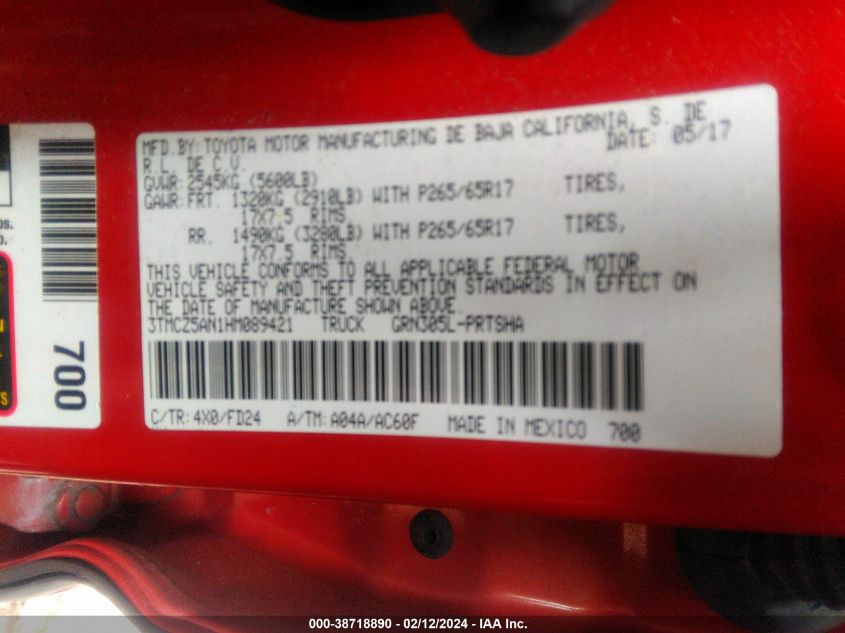 MFD.BY:TOYOTA MOTOR MANUFACTURING DE BAJA CALIFORNIA, S. DE
R.L. DE C.V. DATE: 05/17
GVWR:2545KG (5600LB)
GAWR:FRT. 1320KG (2910LB) WITH P265/65R17 TIRES,
17X7.5 RIMS.
RR. 1490KG (3280LB) WITH P265/65R17 TIRES,
17X7.5 RIMS.
THIS VEHICLE CONFORMS TO ALL APPLICABLE FEDERAL MOTOR
VEHICLE SAFETY AND THEFT PREVENTION STANDARDS IN EFFECT ON
THE DATE OF MANUFACTURE SHOWN ABOVE.
3TMCZ5AN1HM089421 TRUCK GRN305L-PRTSHA
C/TR:4X0/FD24 A/TM:A04A/AC60F MADE IN MEXICO 700
700
000-38718890 - 02/12/2024 - IAA Inc.